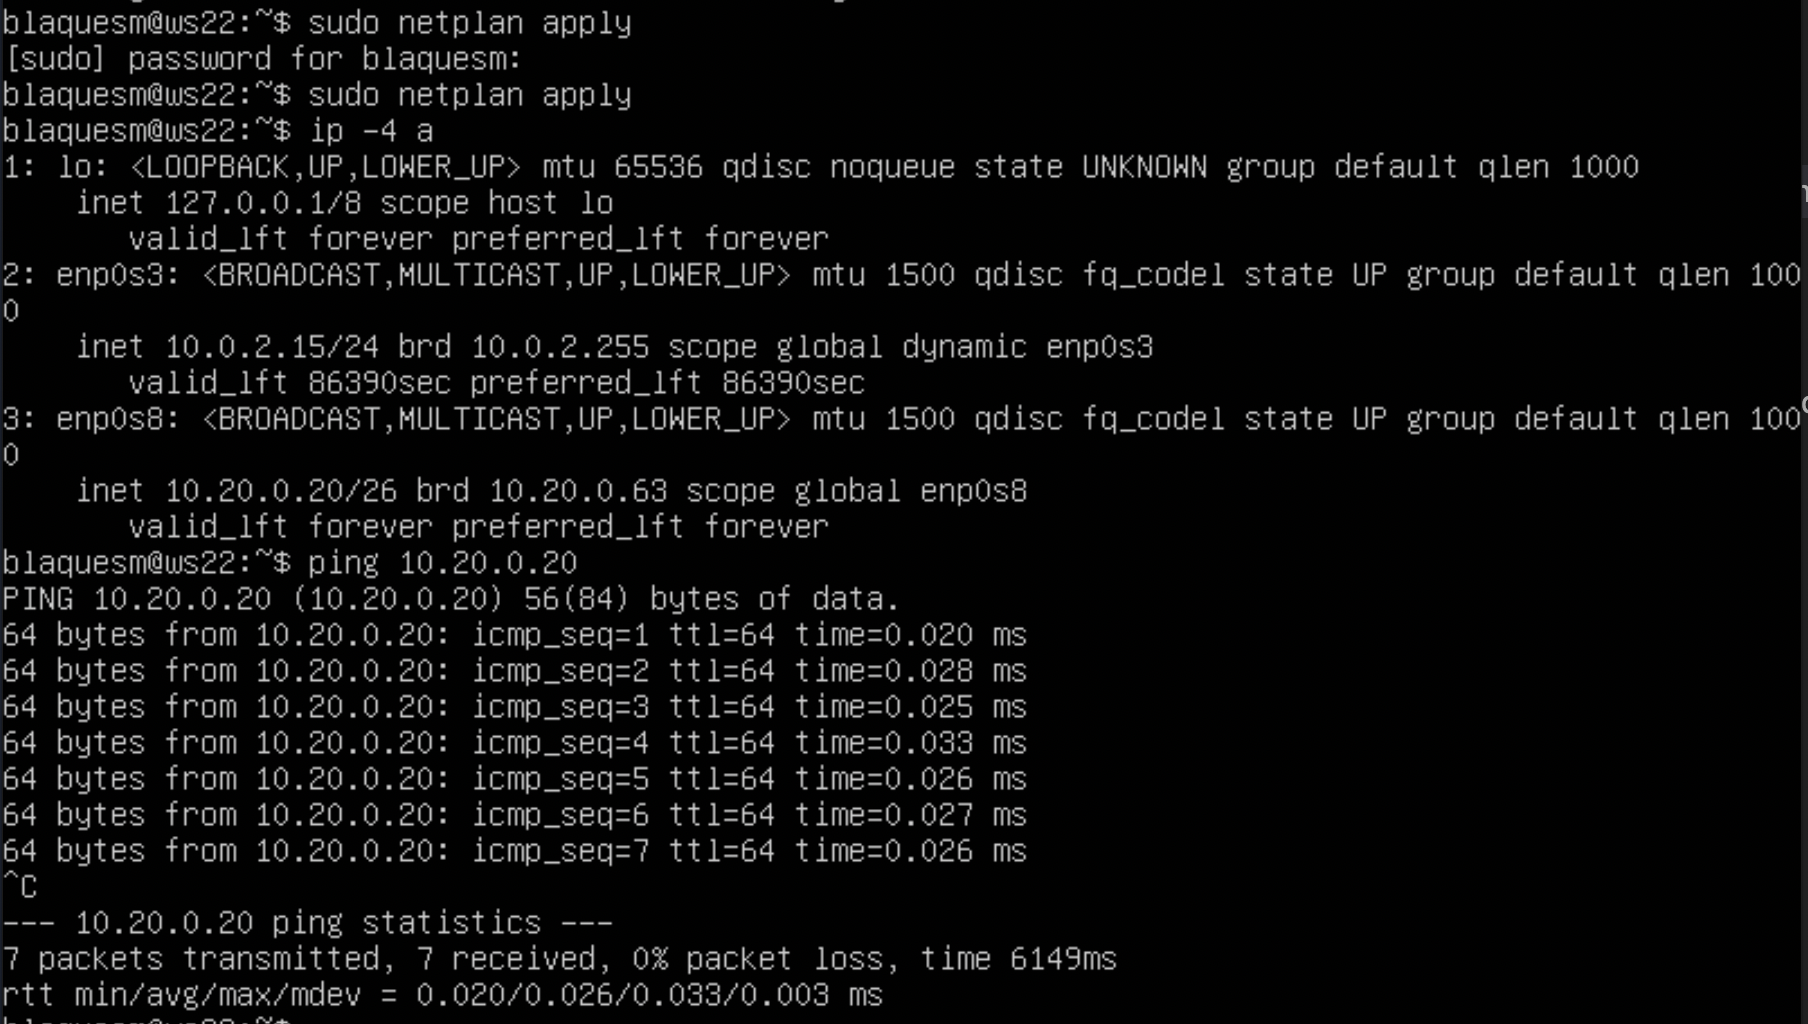 blaquesm@ws22:~$ sudo netplan apply
[sudo] password for blaquesm:
blaquesm@ws22:~$ sudo netplan apply
blaquesm@ws22:~$ ip -4 a
1: lo: <LOOPBACK,UP,LOWER_UP> mtu 65536 qdisc noqueue state UNKNOWN group default qlen 1000
    inet 127.0.0.1/8 scope host lo
       valid_lft forever preferred_lft forever
2: enp0s3: <BROADCAST,MULTICAST,UP,LOWER_UP> mtu 1500 qdisc fq_codel state UP group default qlen 100
0
    inet 10.0.2.15/24 brd 10.0.2.255 scope global dynamic enp0s3
       valid_lft 86390sec preferred_lft 86390sec
3: enp0s8: <BROADCAST,MULTICAST,UP,LOWER_UP> mtu 1500 qdisc fq_codel state UP group default qlen 100
0
    inet 10.20.0.20/26 brd 10.20.0.63 scope global enp0s8
       valid_lft forever preferred_lft forever
blaquesm@ws22:~$ ping 10.20.0.20
PING 10.20.0.20 (10.20.0.20) 56(84) bytes of data.
64 bytes from 10.20.0.20: icmp_seq=1 ttl=64 time=0.020 ms
64 bytes from 10.20.0.20: icmp_seq=2 ttl=64 time=0.028 ms
64 bytes from 10.20.0.20: icmp_seq=3 ttl=64 time=0.025 ms
64 bytes from 10.20.0.20: icmp_seq=4 ttl=64 time=0.033 ms
64 bytes from 10.20.0.20: icmp_seq=5 ttl=64 time=0.026 ms
64 bytes from 10.20.0.20: icmp_seq=6 ttl=64 time=0.027 ms
64 bytes from 10.20.0.20: icmp_seq=7 ttl=64 time=0.026 ms
^C
--- 10.20.0.20 ping statistics ---
7 packets transmitted, 7 received, 0% packet loss, time 6149ms
rtt min/avg/max/mdev = 0.020/0.026/0.033/0.003 ms
blaquesm@ws22:~$